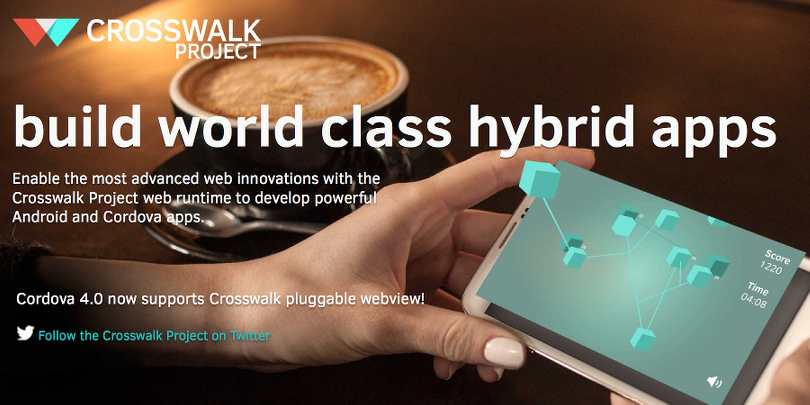 CROSSWALK
PROJECT
build world class hybrid apps
Enable the most advanced web innovations with the
Crosswalk Project web runtime to develop powerful
Android and Cordova apps.
Score
1220
Time
04:08
Cordova 4.0 now supports Crosswalk pluggable webview!
Follow the Crosswalk Project on Twitter